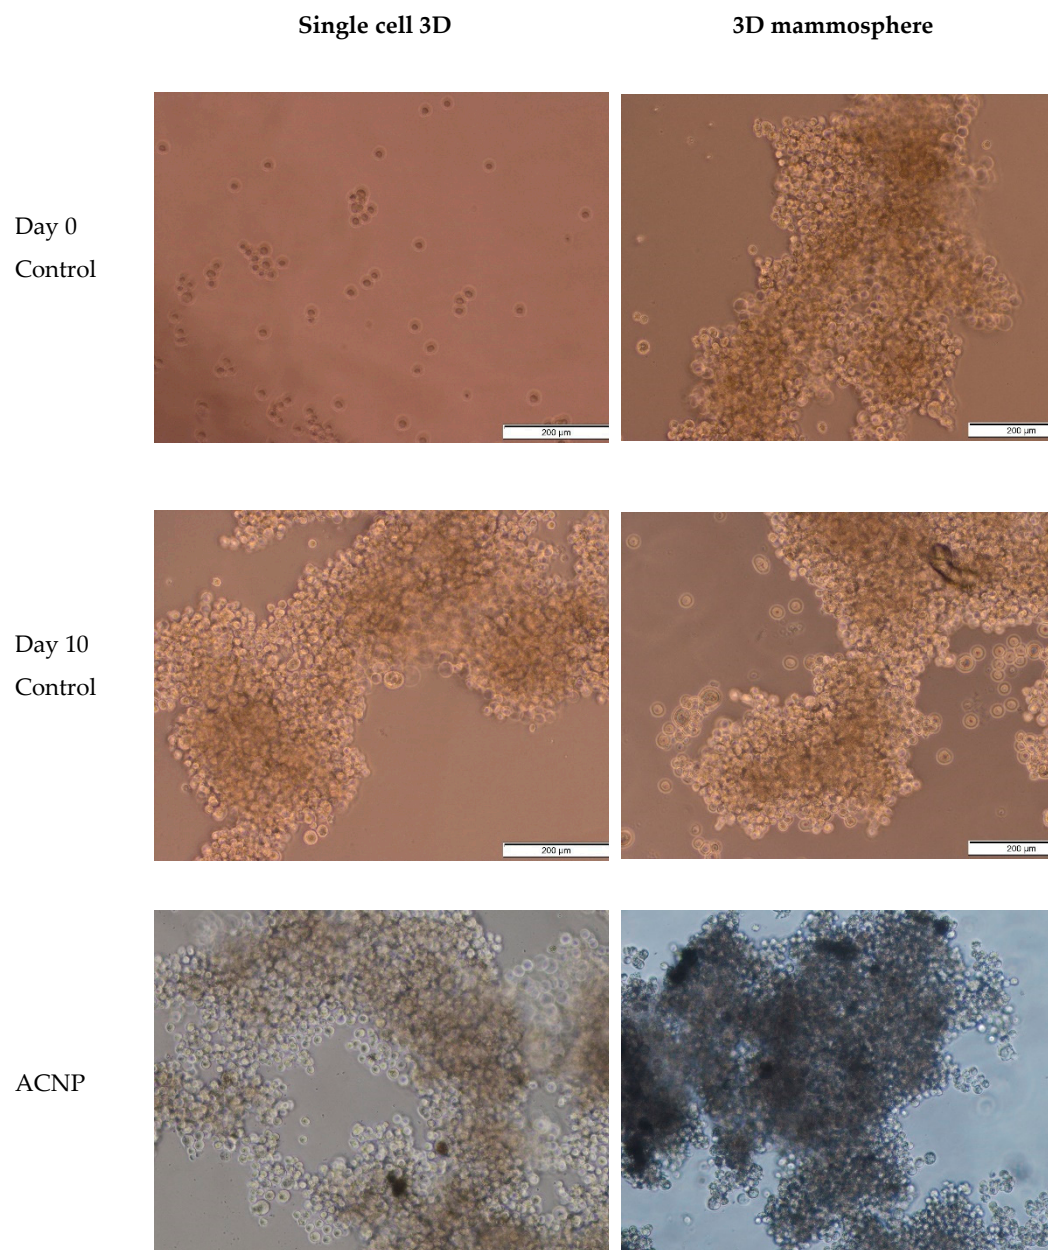 Single cell 3D
3D mammosphere
Day 0
Control
200 µm
200 µm
Day 10
Control
200 µm
200 µm
ACNP